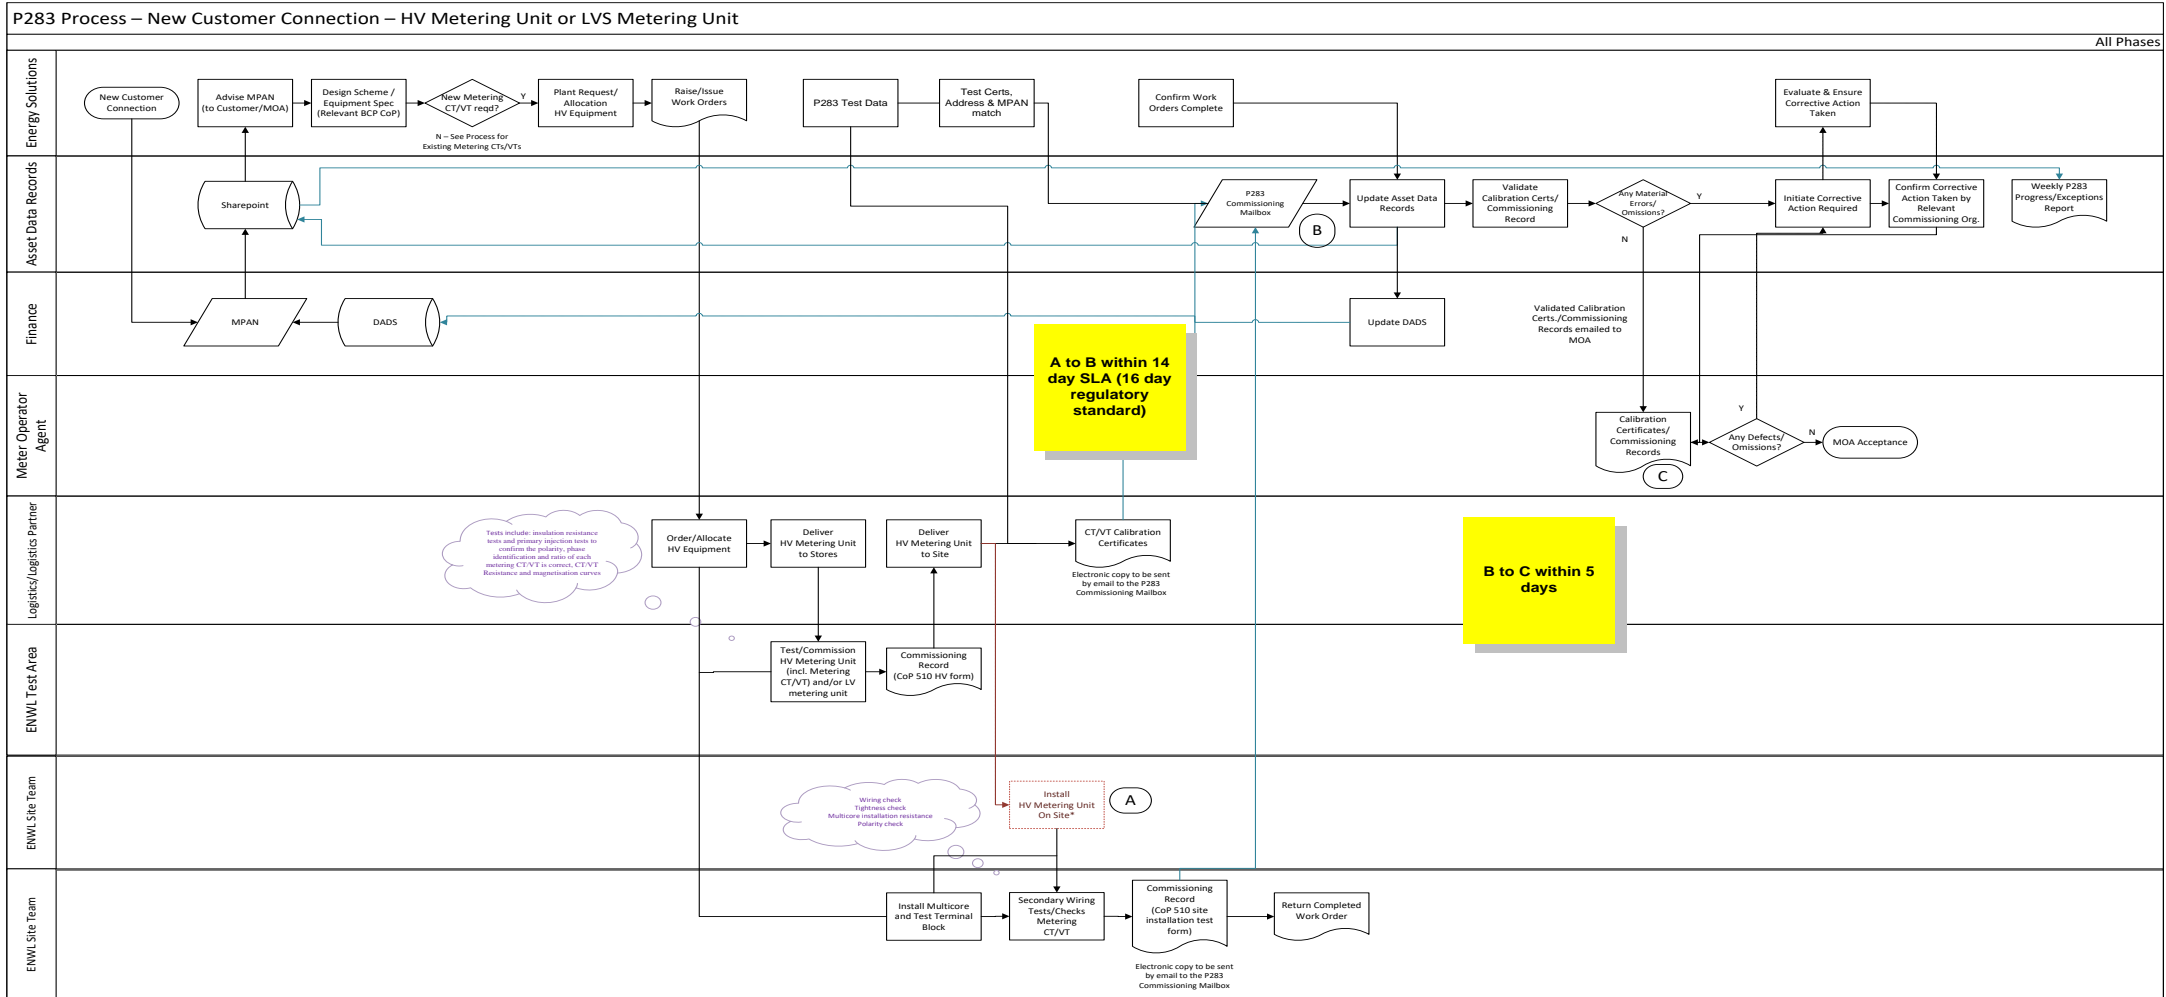 P283 Process – New Customer Connection – HV Metering Unit or LVS Metering Unit
All Phases
Energy Solutions
New Customer
Connection
Advise MPAN
(to Customer/MOA)
Design Scheme /
Equipment Spec
(Relevant BCP CoP)
New Metering
CT/VT reqd?
Y
N – See Process for
Existing Metering CTs/VTs
Plant Request/
Allocation
HV Equipment
Raise/Issue
Work Orders
P283 Test Data
Test Certs,
Address & MPAN
match
Confirm Work
Orders Complete
Evaluate & Ensure
Corrective Action
Taken
Asset Data Records
Sharepoint
P283
Commissioning
Mailbox
B
Update Asset Data
Records
Validate
Calibration Certs/
Commissioning
Record
Any Material
Errors/
Omissions?
Y
N
Initiate Corrective
Action Required
Confirm Corrective
Action Taken by
Relevant
Commissioning Org.
Weekly P283
Progress/Exceptions
Report
Finance
MPAN
DADS
Update DADS
Validated Calibration
Certs./Commissioning
Records emailed to
MOA
A to B within 14
day SLA (16 day
regulatory
standard)
Meter Operator
Agent
Calibration
Certificates/
Commissioning
Records
C
Y
Any Defects/
Omissions?
N
MOA Acceptance
Logistics/Logistics Partner
Tests include: insulation resistance
tests and primary injection tests to
confirm the polarity, phase
identification and ratio of each
metering CT/VT is correct, CT/VT
Resistance and magnetisation curves
Order/Allocate
HV Equipment
Deliver
HV Metering Unit
to Stores
Deliver
HV Metering Unit
to Site
CT/VT Calibration
Certificates
Electronic copy to be sent
by email to the P283
Commissioning Mailbox
B to C within 5
days
ENWL Test Area
Test/Commission
HV Metering Unit
(incl. Metering
CT/VT) and/or LV
metering unit
Commissioning
Record
(CoP 510 HV form)
ENWL Site Team
Wiring check
Tightness check
Multicore installation resistance
Polarity check
Install
HV Metering Unit
On Site*
A
ENWL Site Team
Install Multicore
and Test Terminal
Block
Secondary Wiring
Tests/Checks
Metering
CT/VT
Commissioning
Record
(CoP 510 site
installation test
form)
Electronic copy to be sent
by email to the P283
Commissioning Mailbox
Return Completed
Work Order